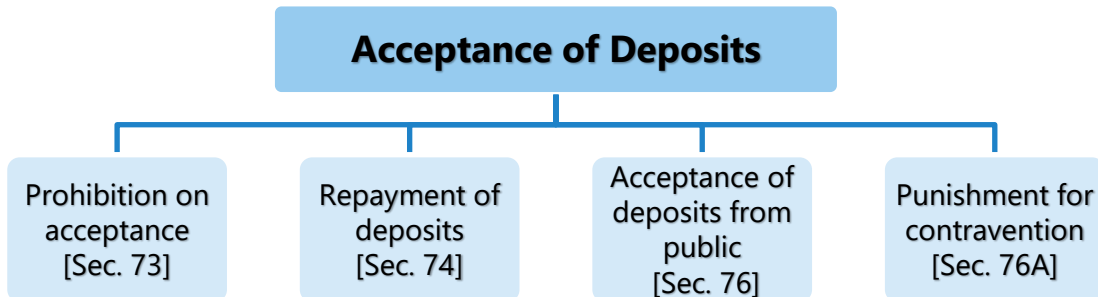 Acceptance of Deposits
Prohibition on
acceptance
[Sec. 73]
Repayment of
deposits
[Sec. 74]
Acceptance of
deposits from
public
[Sec. 76]
Punishment for
contravention
[Sec. 76A]